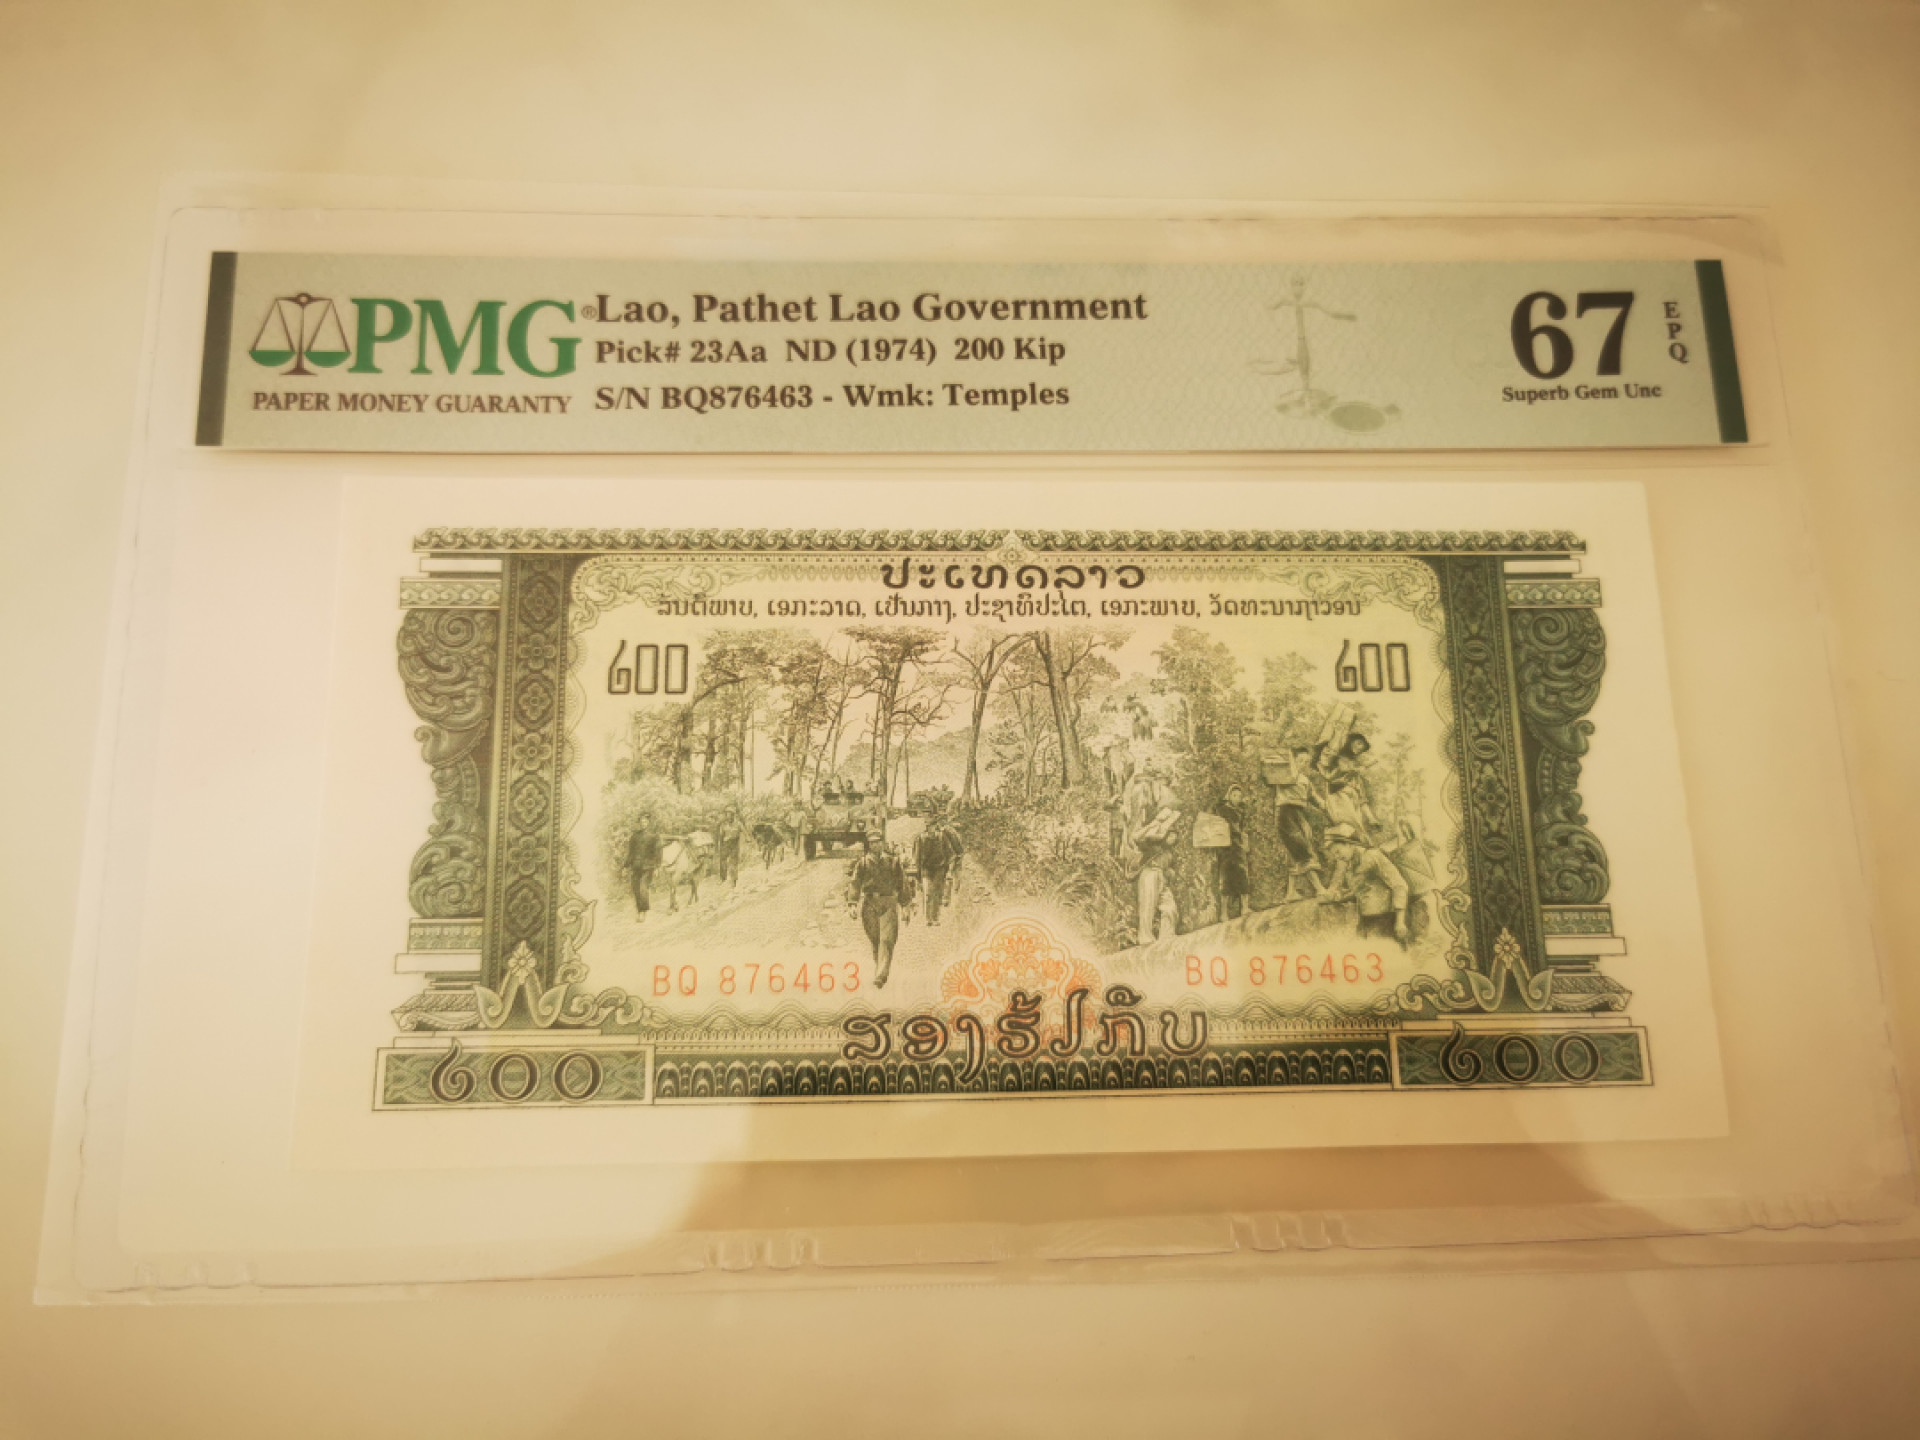 PMG®
PAPER MONEY GUARANTY
Lao, Pathet Lao Government
Pick# 23Aa ND (1974) 200 Kip
S/N BQ876463 - Wmk: Temples
67
EPQ
Superb Gem Unc
ປະເທດລາວ
ສັນຕິພາບ, ເອກະລາດ, ເປັນກາງ, ປະຊາທິປະໄຕ, ເອກະພາບ, ວັດທະນາຖາວອນ
໒໐໐ ໒໐໐
BQ 876463 BQ 876463
ສອງຮ້ອຍກີບ
໒໐໐ ໒໐໐